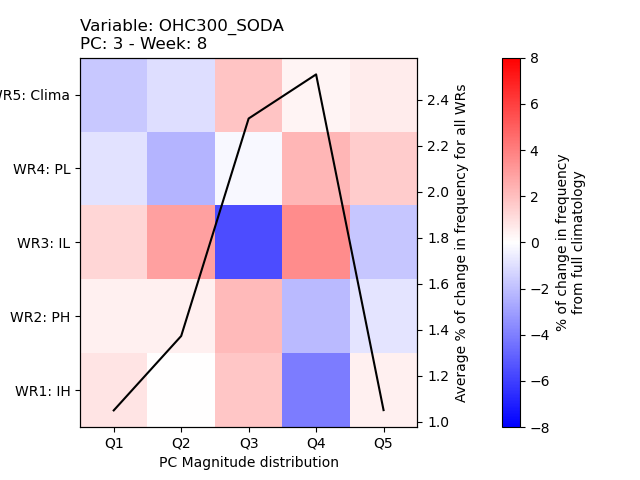 Variable: OHC300_SODA
PC: 3 - Week: 8
WR5: Clima
WR4: PL
WR3: IL
WR2: PH
WR1: IH
Q1 Q2 Q3 Q4 Q5
PC Magnitude distribution
2.4
2.2
2.0
1.8
1.6
1.4
1.2
1.0
Average % of change in frequency for all WRs
8
6
4
2
0
−2
−4
−6
−8
% of change in frequency
from full climatology